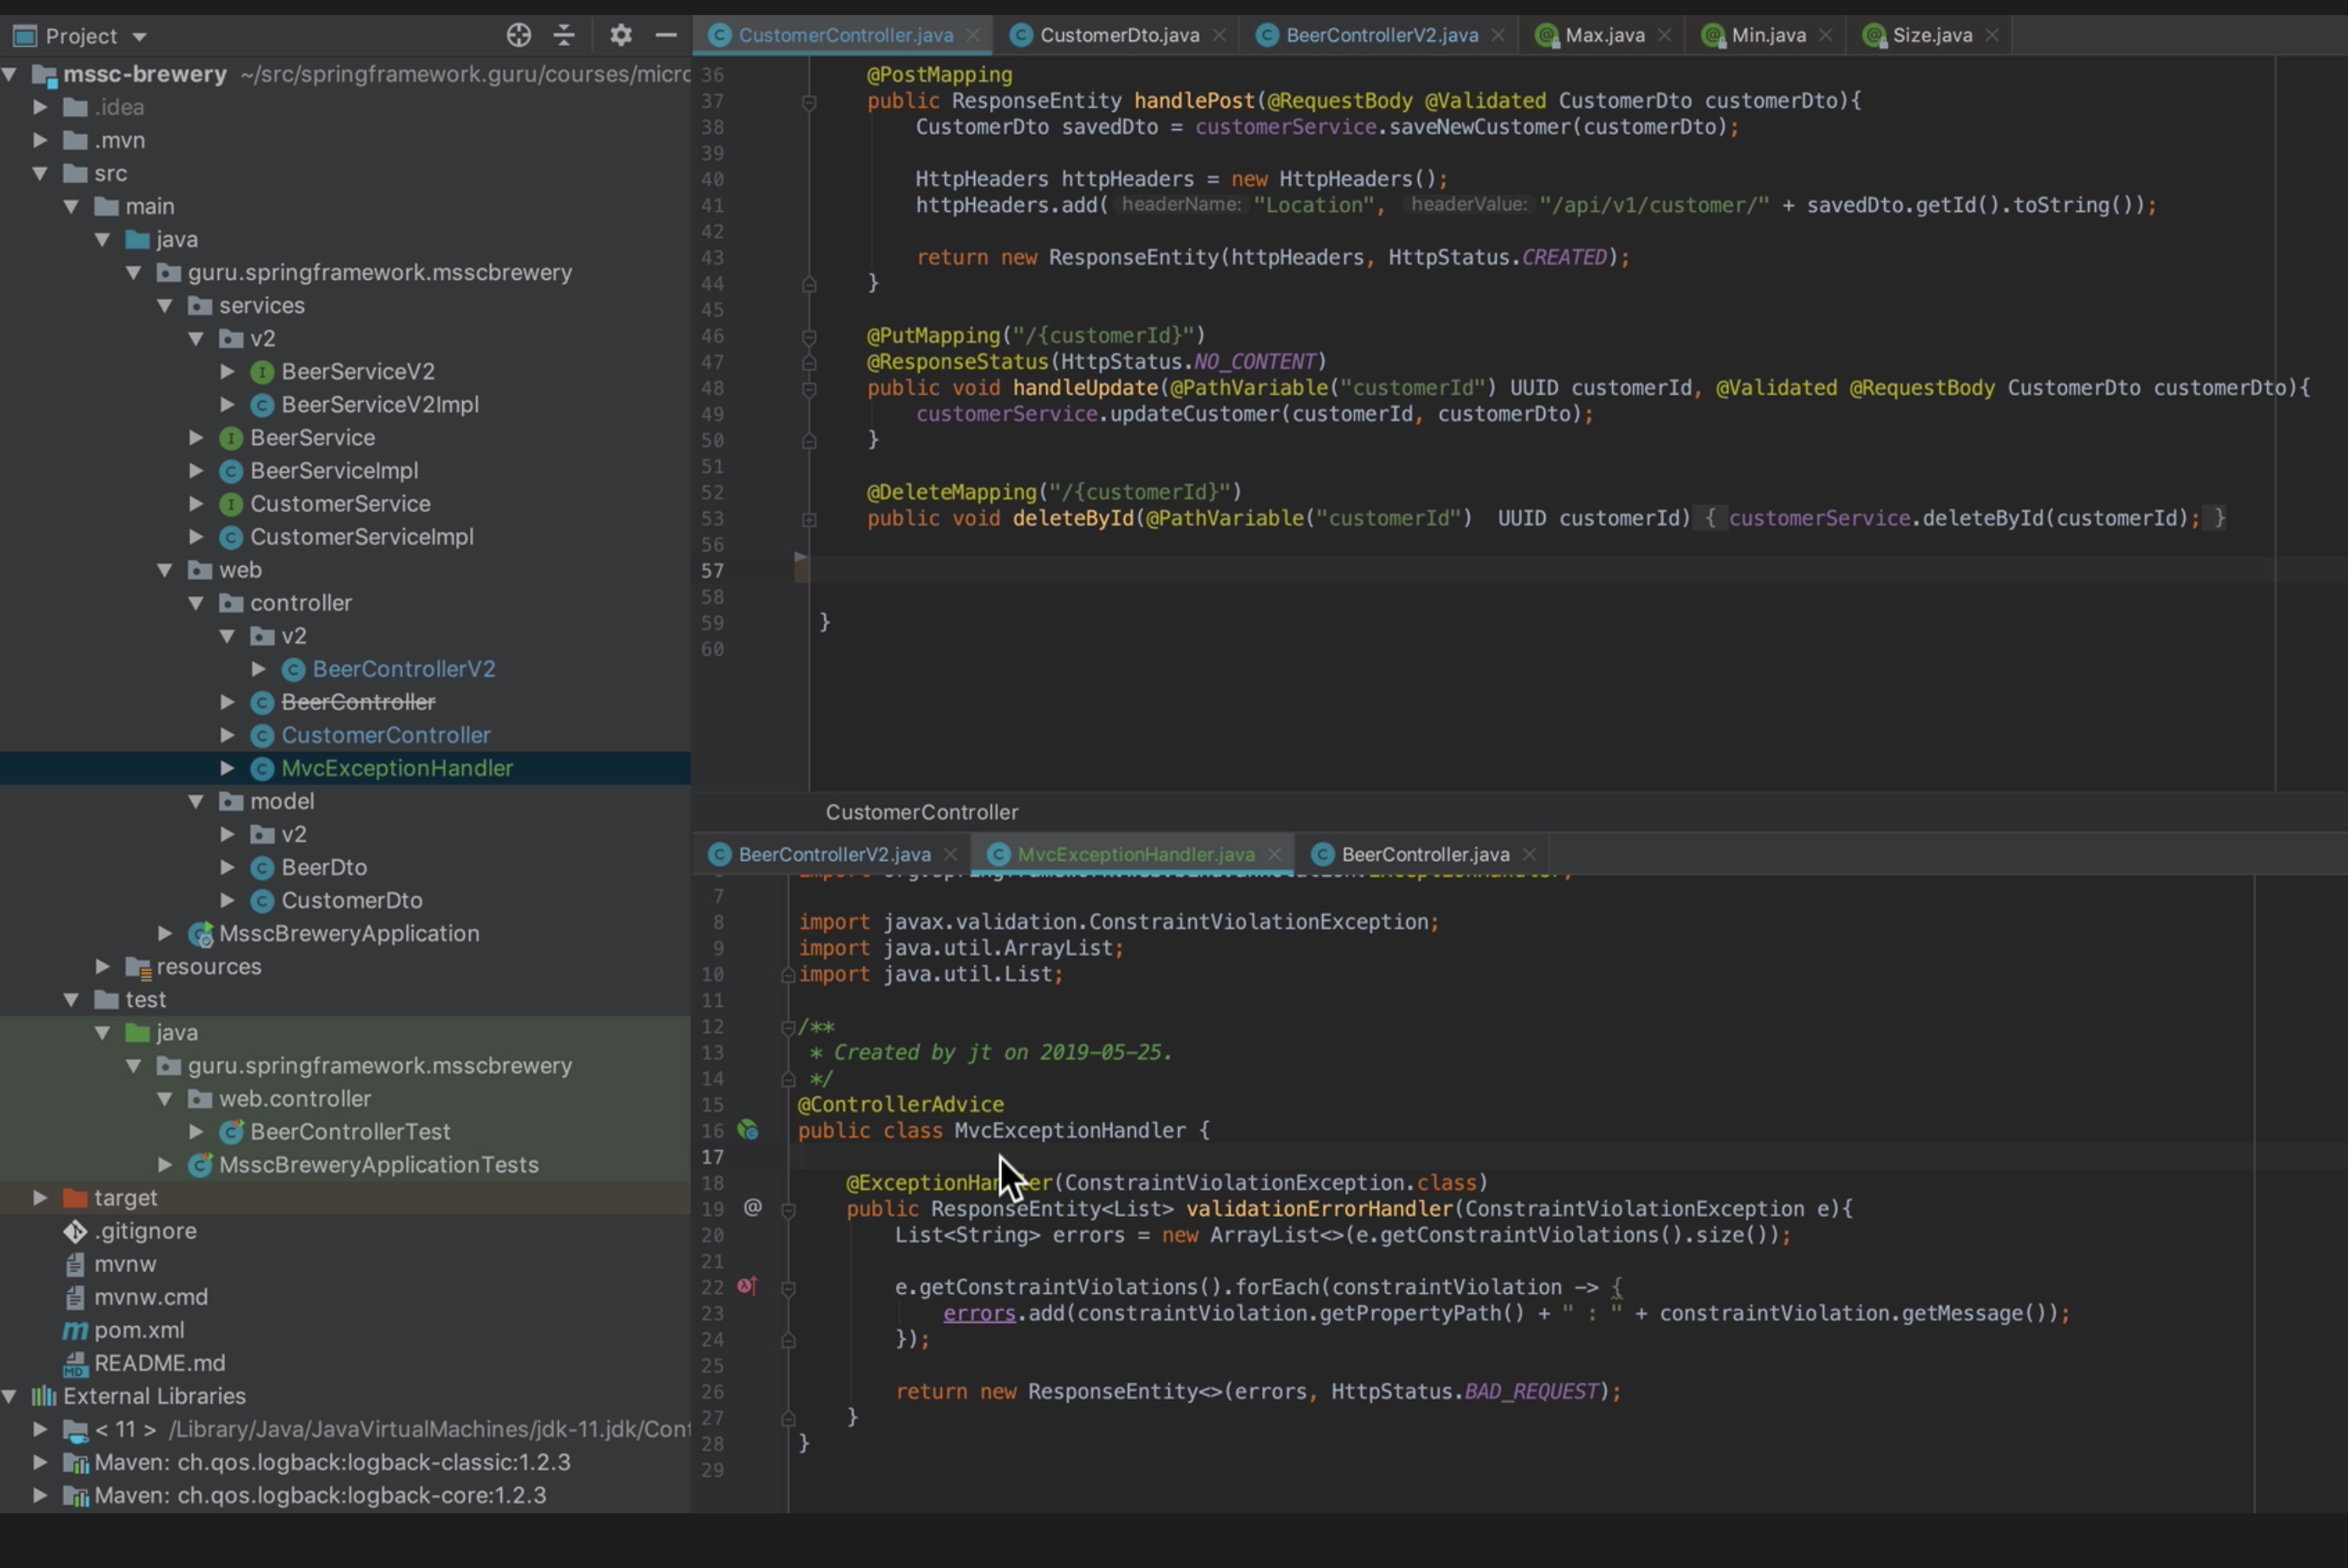 Project
mssc-brewery ~/src/springframework.guru/courses/micro
.idea
.mvn
src
main
java
guru.springframework.msscbrewery
services
v2
BeerServiceV2
BeerServiceV2Impl
BeerService
BeerServiceImpl
CustomerService
CustomerServiceImpl
web
controller
v2
BeerControllerV2
BeerController
CustomerController
MvcExceptionHandler
model
v2
BeerDto
CustomerDto
MsscBreweryApplication
resources
test
java
guru.springframework.msscbrewery
web.controller
BeerControllerTest
MsscBreweryApplicationTests
target
.gitignore
mvnw
mvnw.cmd
pom.xml
README.md
External Libraries
< 11 > /Library/Java/JavaVirtualMachines/jdk-11.jdk/Cont
Maven: ch.qos.logback:logback-classic:1.2.3
Maven: ch.qos.logback:logback-core:1.2.3
CustomerController.java CustomerDto.java BeerControllerV2.java Max.java Min.java Size.java
36 @PostMapping
37 public ResponseEntity handlePost(@RequestBody @Validated CustomerDto customerDto){
38 CustomerDto savedDto = customerService.saveNewCustomer(customerDto);
39
40 HttpHeaders httpHeaders = new HttpHeaders();
41 httpHeaders.add( headerName: "Location", headerValue: "/api/v1/customer/" + savedDto.getId().toString());
42
43 return new ResponseEntity(httpHeaders, HttpStatus.CREATED);
44 }
45
46 @PutMapping("/{customerId}")
47 @ResponseStatus(HttpStatus.NO_CONTENT)
48 public void handleUpdate(@PathVariable("customerId") UUID customerId, @Validated @RequestBody CustomerDto customerDto){
49 customerService.updateCustomer(customerId, customerDto);
50 }
51
52 @DeleteMapping("/{customerId}")
53 public void deleteById(@PathVariable("customerId") UUID customerId) { customerService.deleteById(customerId); }
56
57
58
59 }
60
CustomerController
BeerControllerV2.java MvcExceptionHandler.java BeerController.java
7
8 import javax.validation.ConstraintViolationException;
9 import java.util.ArrayList;
10 import java.util.List;
11
12 /**
13 * Created by jt on 2019-05-25.
14 */
15 @ControllerAdvice
16 public class MvcExceptionHandler {
17
18 @ExceptionHandler(ConstraintViolationException.class)
19 public ResponseEntity<List> validationErrorHandler(ConstraintViolationException e){
20 List<String> errors = new ArrayList<>(e.getConstraintViolations().size());
21
22 e.getConstraintViolations().forEach(constraintViolation -> {
23 errors.add(constraintViolation.getPropertyPath() + " : " + constraintViolation.getMessage());
24 });
25
26 return new ResponseEntity<>(errors, HttpStatus.BAD_REQUEST);
27 }
28 }
29